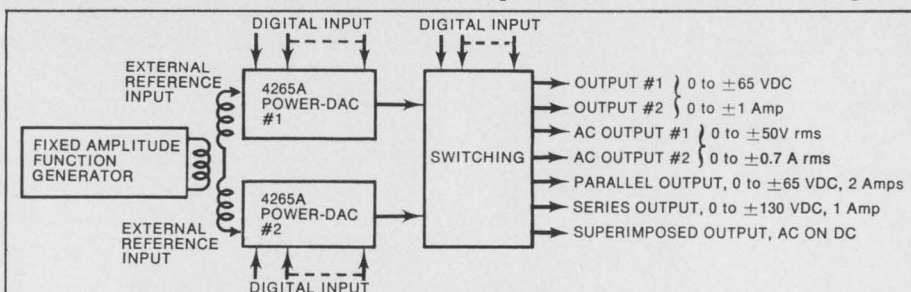 DIGITAL INPUT
DIGITAL INPUT
EXTERNAL
REFERENCE
INPUT
4265A
POWER-DAC
#1
FIXED AMPLITUDE
FUNCTION
GENERATOR
SWITCHING
OUTPUT #1 } 0 to ±65 VDC
OUTPUT #2 } 0 to ±1 Amp
AC OUTPUT #1 } 0 to ±50V rms
AC OUTPUT #2 } 0 to ±0.7 A rms
PARALLEL OUTPUT, 0 to ±65 VDC, 2 Amps
SERIES OUTPUT, 0 to ±130 VDC, 1 Amp
SUPERIMPOSED OUTPUT, AC ON DC
4265A
POWER-DAC
#2
EXTERNAL
REFERENCE
INPUT
DIGITAL INPUT